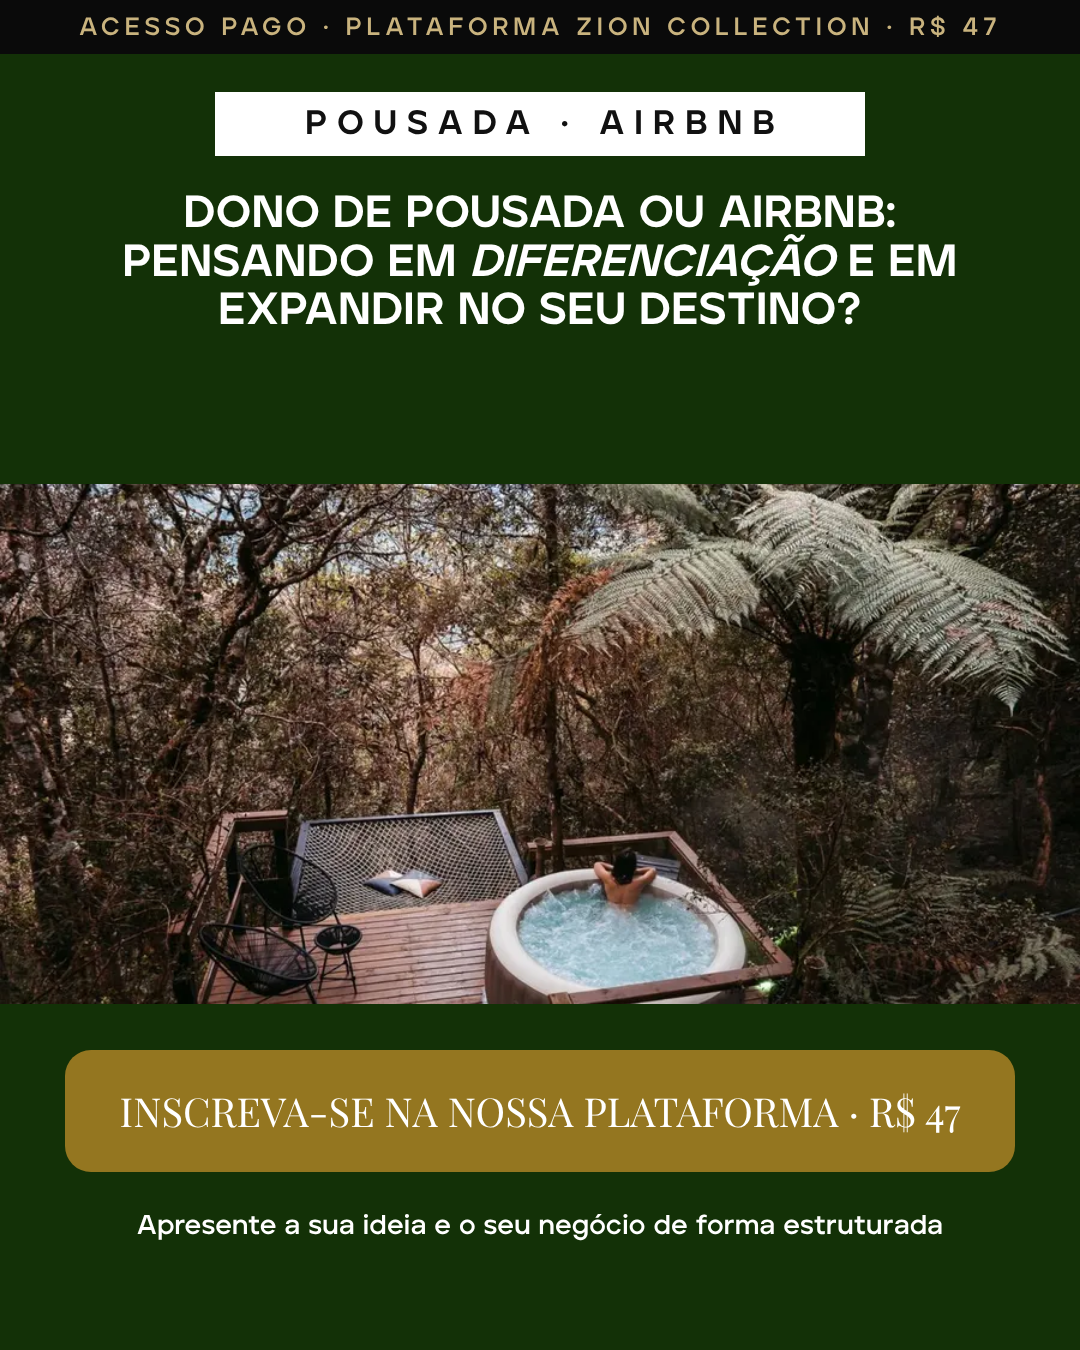 ACESSO PAGO · PLATAFORMA ZION COLLECTION · R$ 47
POUSADA · AIRBNB
DONO DE POUSADA OU AIRBNB:
PENSANDO EM DIFERENCIAÇÃO E EM
EXPANDIR NO SEU DESTINO?
INSCREVA-SE NA NOSSA PLATAFORMA · R$ 47
Apresente a sua ideia e o seu negócio de forma estruturada